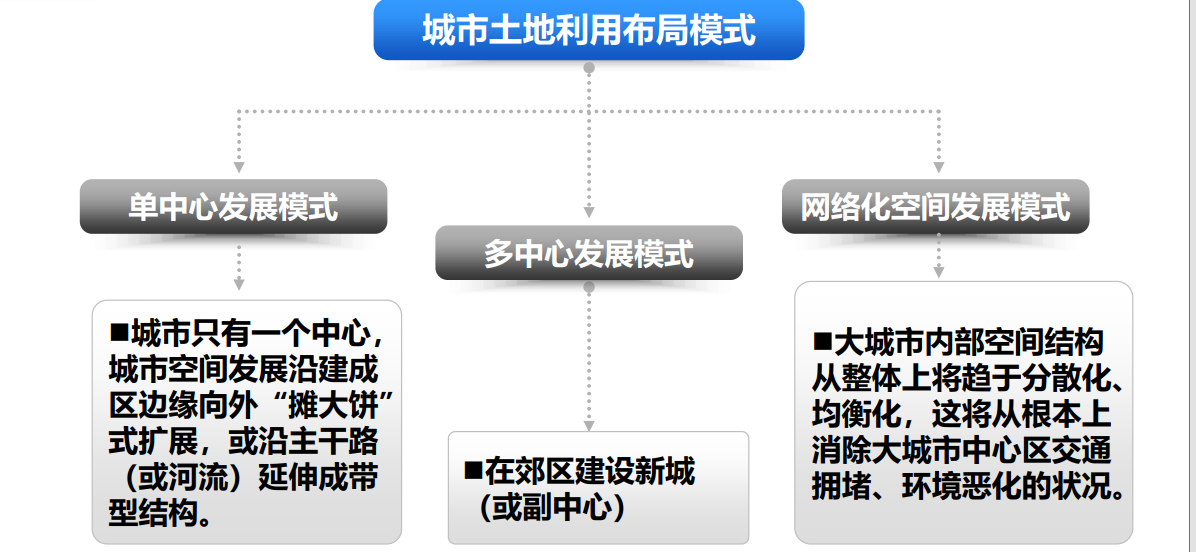 城市土地利用布局模式
单中心发展模式
■城市只有一个中心，
城市空间发展沿建成
区边缘向外“摊大饼”
式扩展，或沿主干路
（或河流）延伸成带
型结构。
多中心发展模式
■在郊区建设新城
（或副中心）
网络化空间发展模式
■大城市内部空间结构
从整体上将趋于分散化、
均衡化，这将从根本上
消除大城市中心区交通
拥堵、环境恶化的状况。